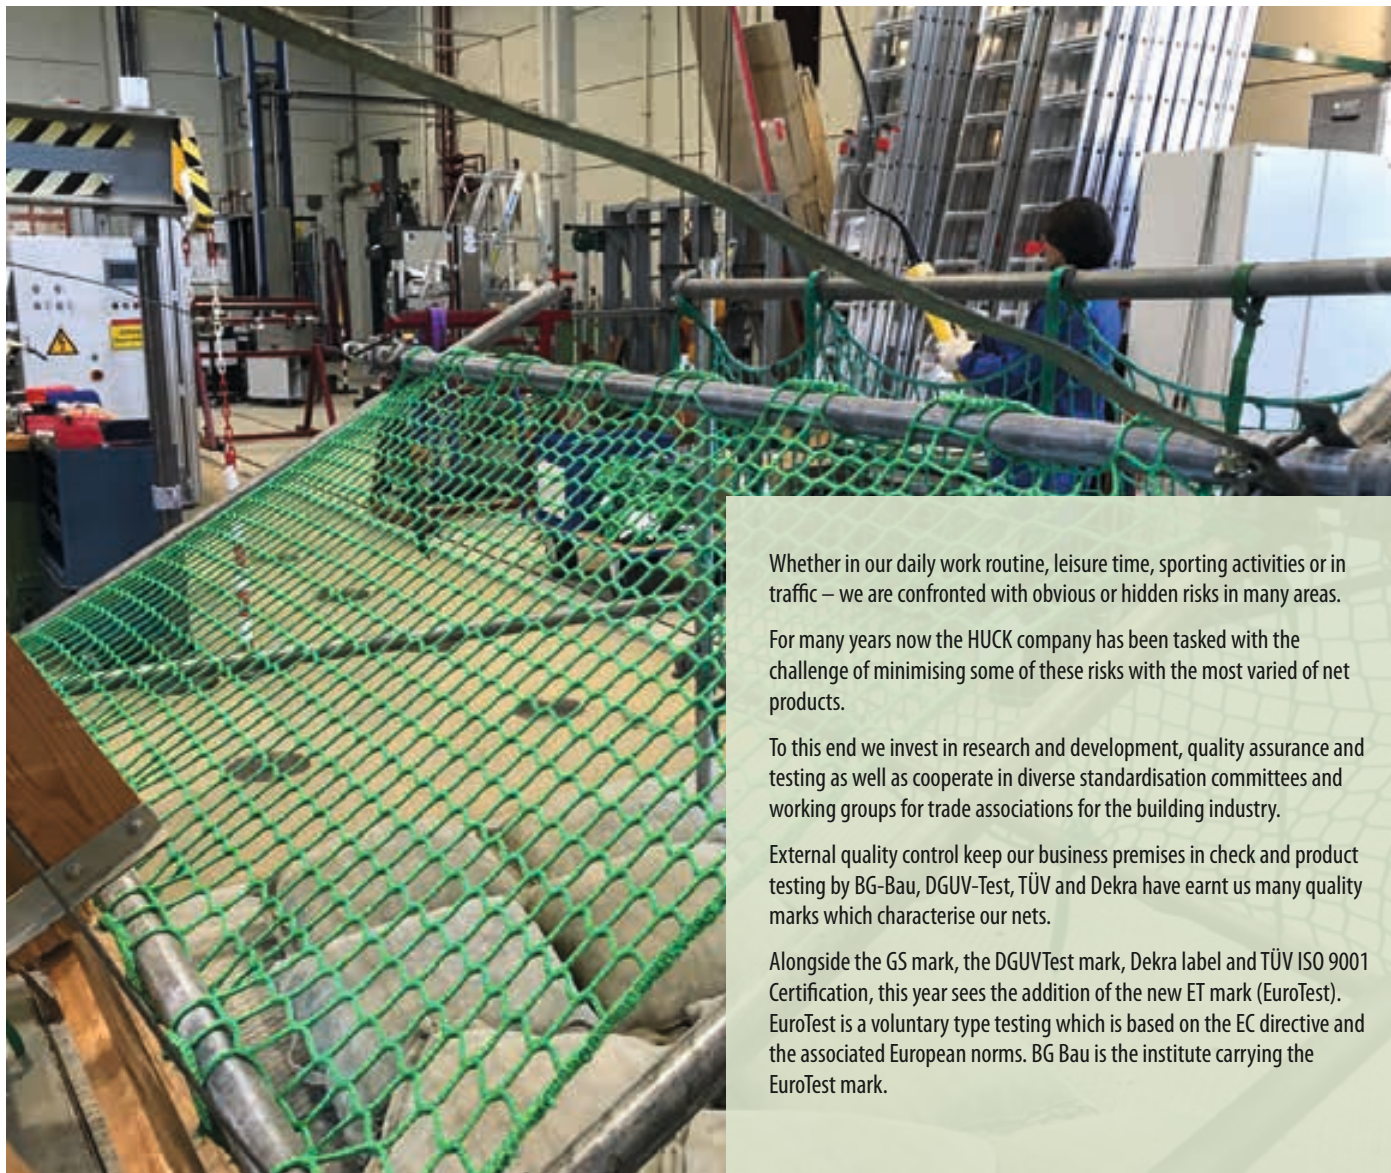 Whether in our daily work routine, leisure time, sporting activities or in
traffic – we are confronted with obvious or hidden risks in many areas.
For many years now the HUCK company has been tasked with the
challenge of minimising some of these risks with the most varied of net
products.
To this end we invest in research and development, quality assurance and
testing as well as cooperate in diverse standardisation committees and
working groups for trade associations for the building industry.
External quality control keep our business premises in check and product
testing by BG-Bau, DGUV-Test, TÜV and Dekra have earnt us many quality
marks which characterise our nets.
Alongside the GS mark, the DGUVTest mark, Dekra label and TÜV ISO 9001
Certification, this year sees the addition of the new ET mark (EuroTest).
EuroTest is a voluntary type testing which is based on the EC directive and
the associated European norms. BG Bau is the institute carrying the
EuroTest mark.